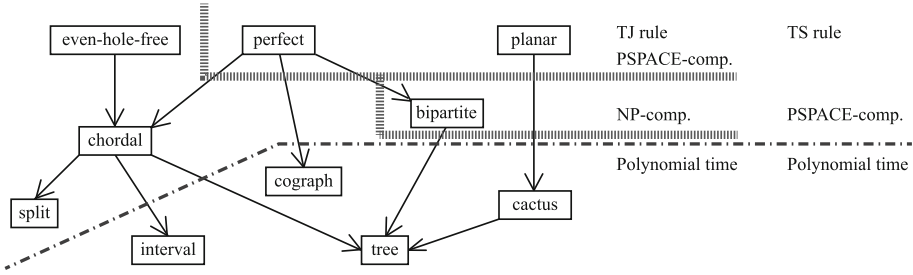 even-hole-free perfect planar TJ rule TS rule
PSPACE-comp.
bipartite NP-comp. PSPACE-comp.
chordal
Polynomial time Polynomial time
cograph
split cactus
interval tree